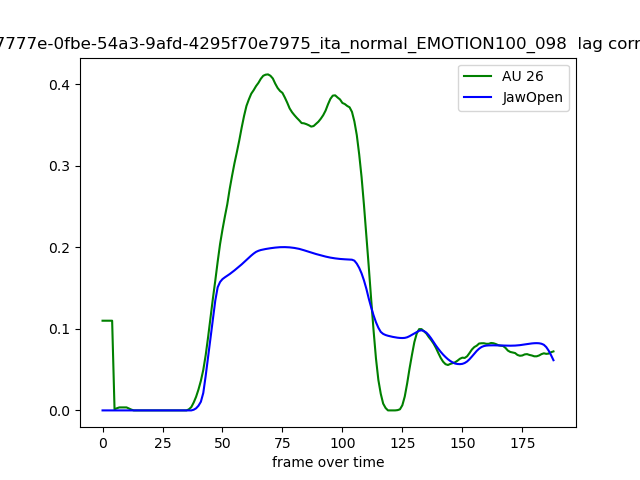 7777e-0fbe-54a3-9afd-4295f70e7975_ita_normal_EMOTION100_098 lag corr
AU 26
JawOpen
0.4
0.3
0.2
0.1
0.0
0 25 50 75 100 125 150 175
frame over time